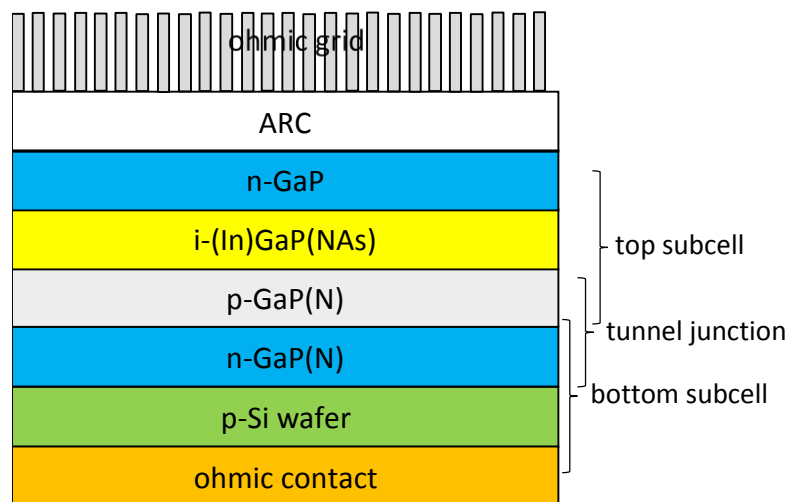 ohmic grid
ARC
n-GaP
i-(In)GaP(NAs)
top subcell
p-GaP(N)
tunnel junction
n-GaP(N)
bottom subcell
p-Si wafer
ohmic contact